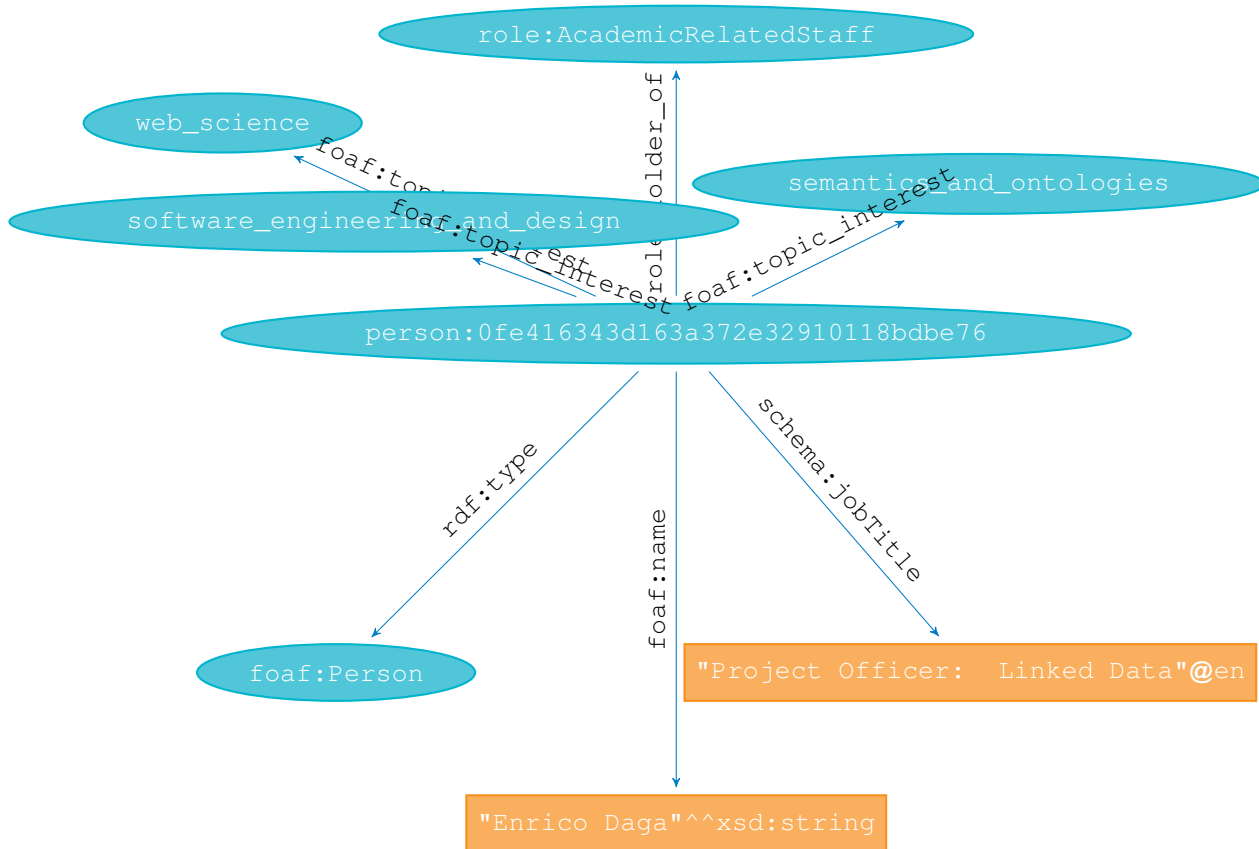 role:AcademicRelatedStaff
web_science
semantics_and_ontologies
software_engineering_and_design
foaf:topic_interest
foaf:topic_interest
person:0fe416343d163a372e32910118bdbe76
rdf:type
foaf:name
schema:jobTitle
foaf:Person
"Project Officer: Linked Data"@en
"Enrico Daga"^^xsd:string